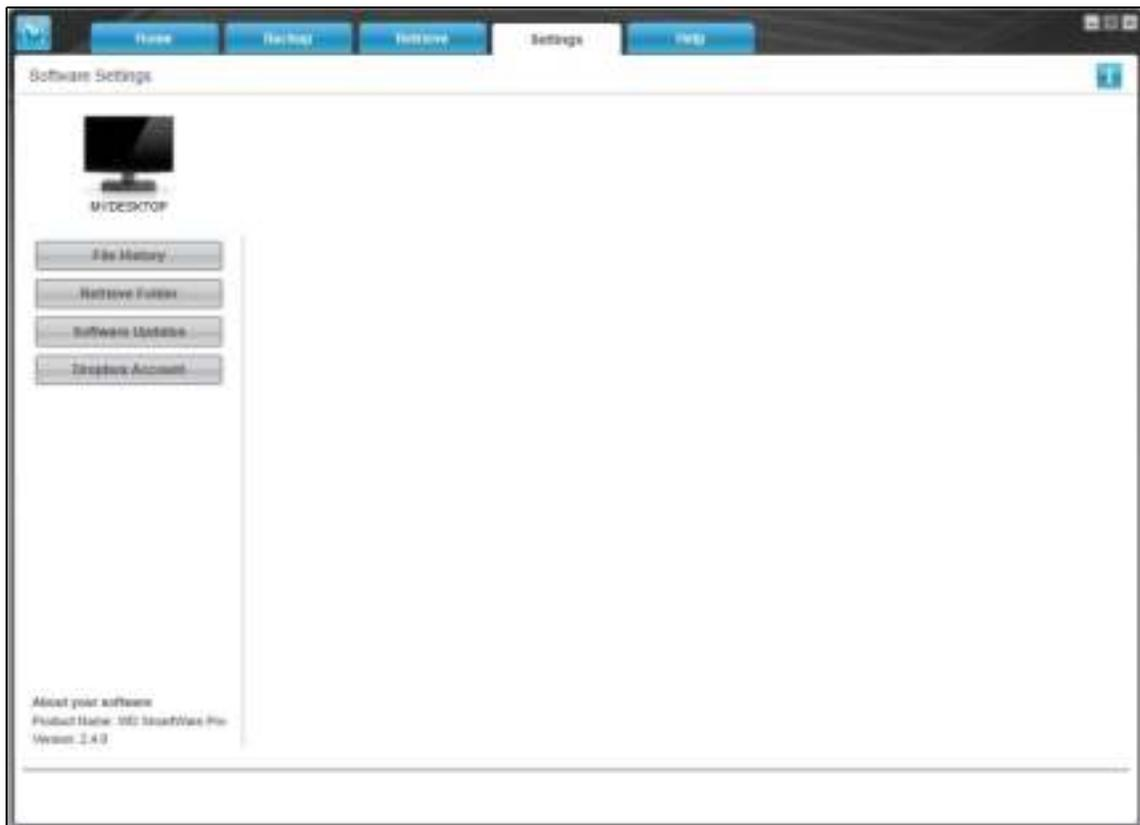 Home Backup Retrieve Settings Help
Software Settings
MYDESKTOP
File History
Retrieve Folder
Software Updates
Dropbox Account
About your software
Product Name: WD SmartWare Pro
Version: 2.4.0